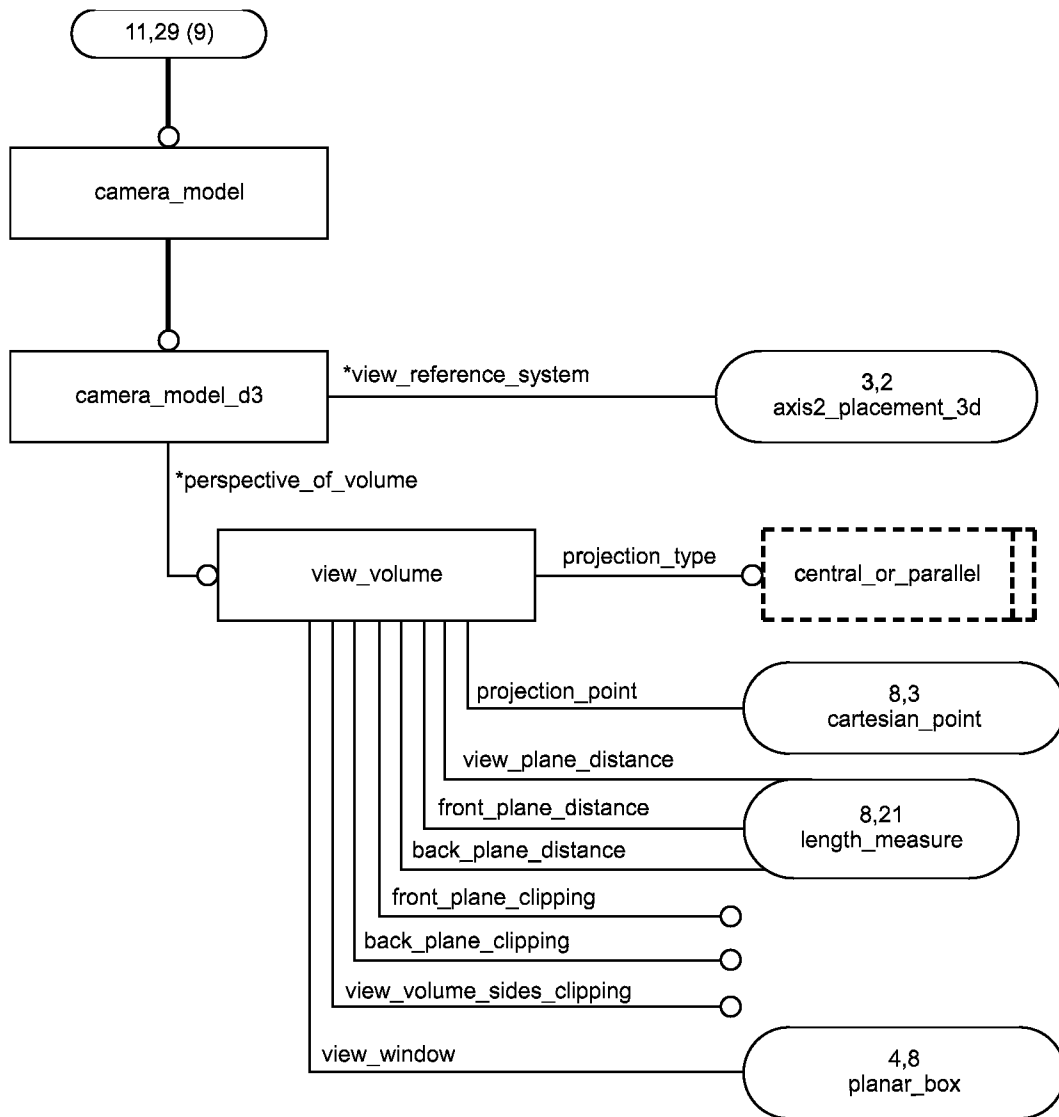 11,29 (9)
camera_model
camera_model_d3
*view_reference_system
3,2
axis2_placement_3d
*perspective_of_volume
view_volume
projection_type
central_or_parallel
projection_point
8,3
cartesian_point
view_plane_distance
front_plane_distance
8,21
length_measure
back_plane_distance
front_plane_clipping
back_plane_clipping
view_volume_sides_clipping
view_window
4,8
planar_box